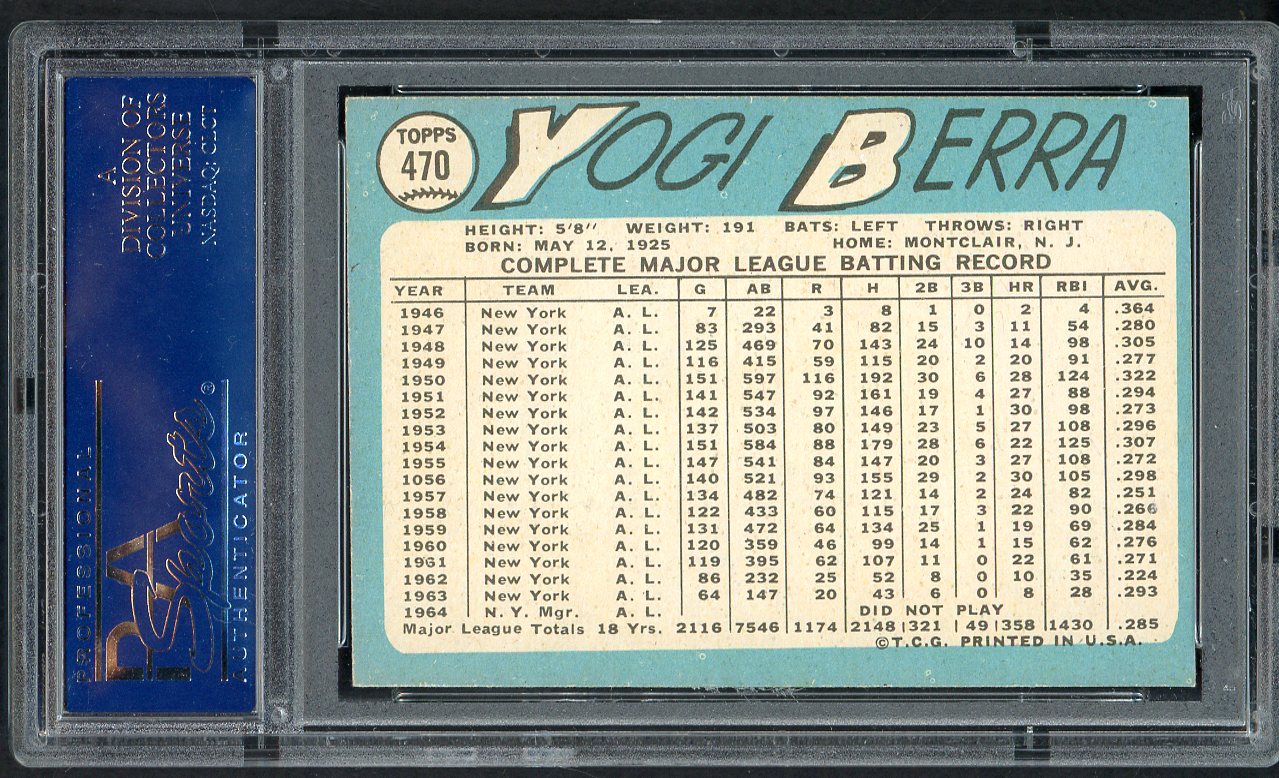 A
DIVISION OF
COLLECTORS
UNIVERSE
NASDAQ: CLCT
PROFESSIONAL
PSA
Sports ®
AUTHENTICATOR
TOPPS
470
YOGI BERRA
HEIGHT: 5'8" WEIGHT: 191 BATS: LEFT THROWS: RIGHT
BORN: MAY 12, 1925 HOME: MONTCLAIR, N. J.
COMPLETE MAJOR LEAGUE BATTING RECORD
YEAR TEAM LEA. G AB R H 2B 3B HR RBI AVG.
1946 New York A. L. 7 22 3 8 1 0 2 4 .364
1947 New York A. L. 83 293 41 82 15 3 11 54 .280
1948 New York A. L. 125 469 70 143 24 10 14 98 .305
1949 New York A. L. 116 415 59 115 20 2 20 91 .277
1950 New York A. L. 151 597 116 192 30 6 28 124 .322
1951 New York A. L. 141 547 92 161 19 4 27 88 .294
1952 New York A. L. 142 534 97 146 17 1 30 98 .273
1953 New York A. L. 137 503 80 149 23 5 27 108 .296
1954 New York A. L. 151 584 88 179 28 6 22 125 .307
1955 New York A. L. 147 541 84 147 20 3 27 108 .272
1056 New York A. L. 140 521 93 155 29 2 30 105 .298
1957 New York A. L. 134 482 74 121 14 2 24 82 .251
1958 New York A. L. 122 433 60 115 17 3 22 90 .266
1959 New York A. L. 131 472 64 134 25 1 19 69 .284
1960 New York A. L. 120 359 46 99 14 1 15 62 .276
1961 New York A. L. 119 395 62 107 11 0 22 61 .271
1962 New York A. L. 86 232 25 52 8 0 10 35 .224
1963 New York A. L. 64 147 20 43 6 0 8 28 .293
1964 N. Y. Mgr. A. L. DID NOT PLAY
Major League Totals 18 Yrs. 2116 7546 1174 2148 321 49 358 1430 .285
©T.C.G. PRINTED IN U.S.A.